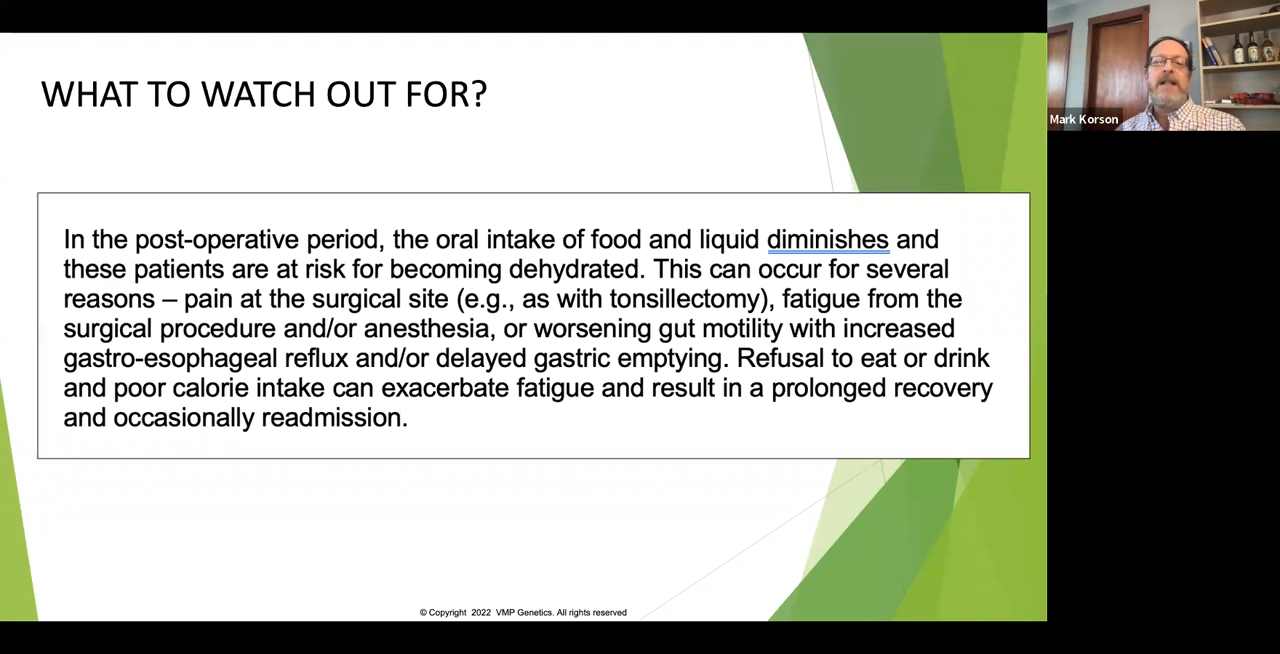 WHAT TO WATCH OUT FOR?
Mark Korson
In the post-operative period, the oral intake of food and liquid diminishes and
these patients are at risk for becoming dehydrated. This can occur for several
reasons – pain at the surgical site (e.g., as with tonsillectomy), fatigue from the
surgical procedure and/or anesthesia, or worsening gut motility with increased
gastro-esophageal reflux and/or delayed gastric emptying. Refusal to eat or drink
and poor calorie intake can exacerbate fatigue and result in a prolonged recovery
and occasionally readmission.
© Copyright 2022 VMP Genetics. All rights reserved